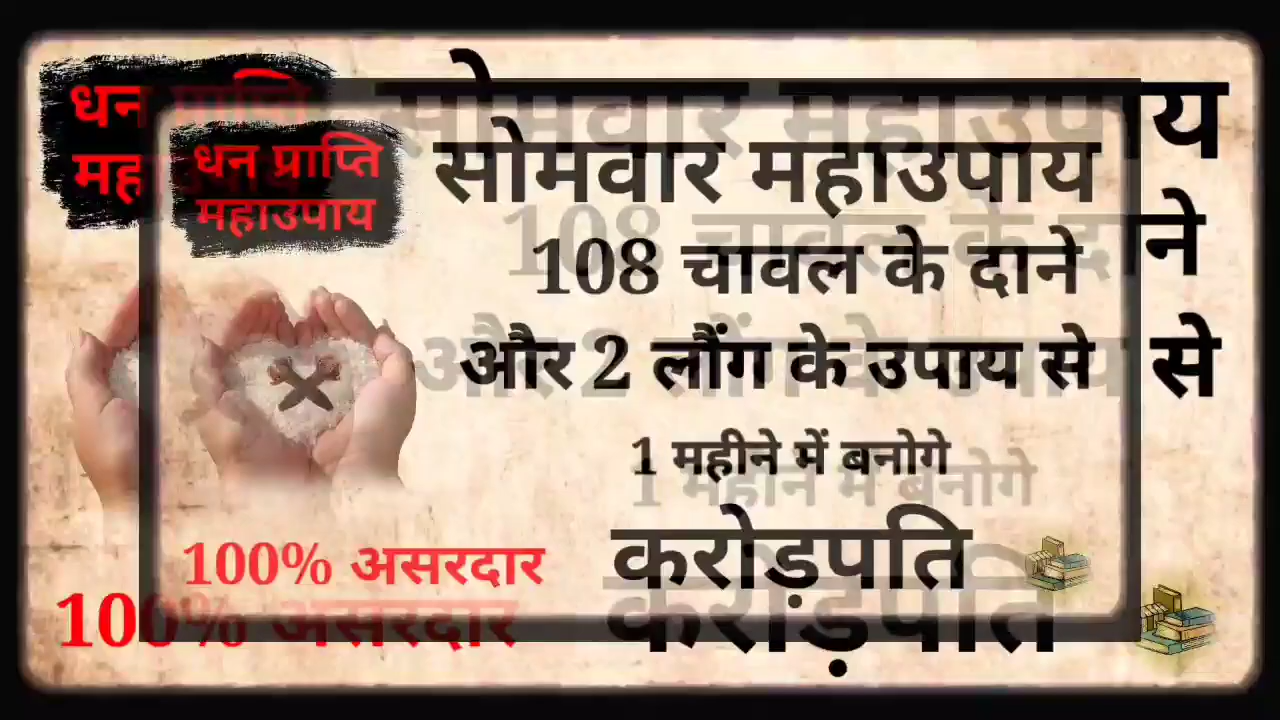 धन प्राप्ति
महाउपाय
सोमवार महाउपाय
108 चावल के दाने
और 2 लौंग के उपाय से
1 महीने में बनोगे
करोड़पति
100% असरदार